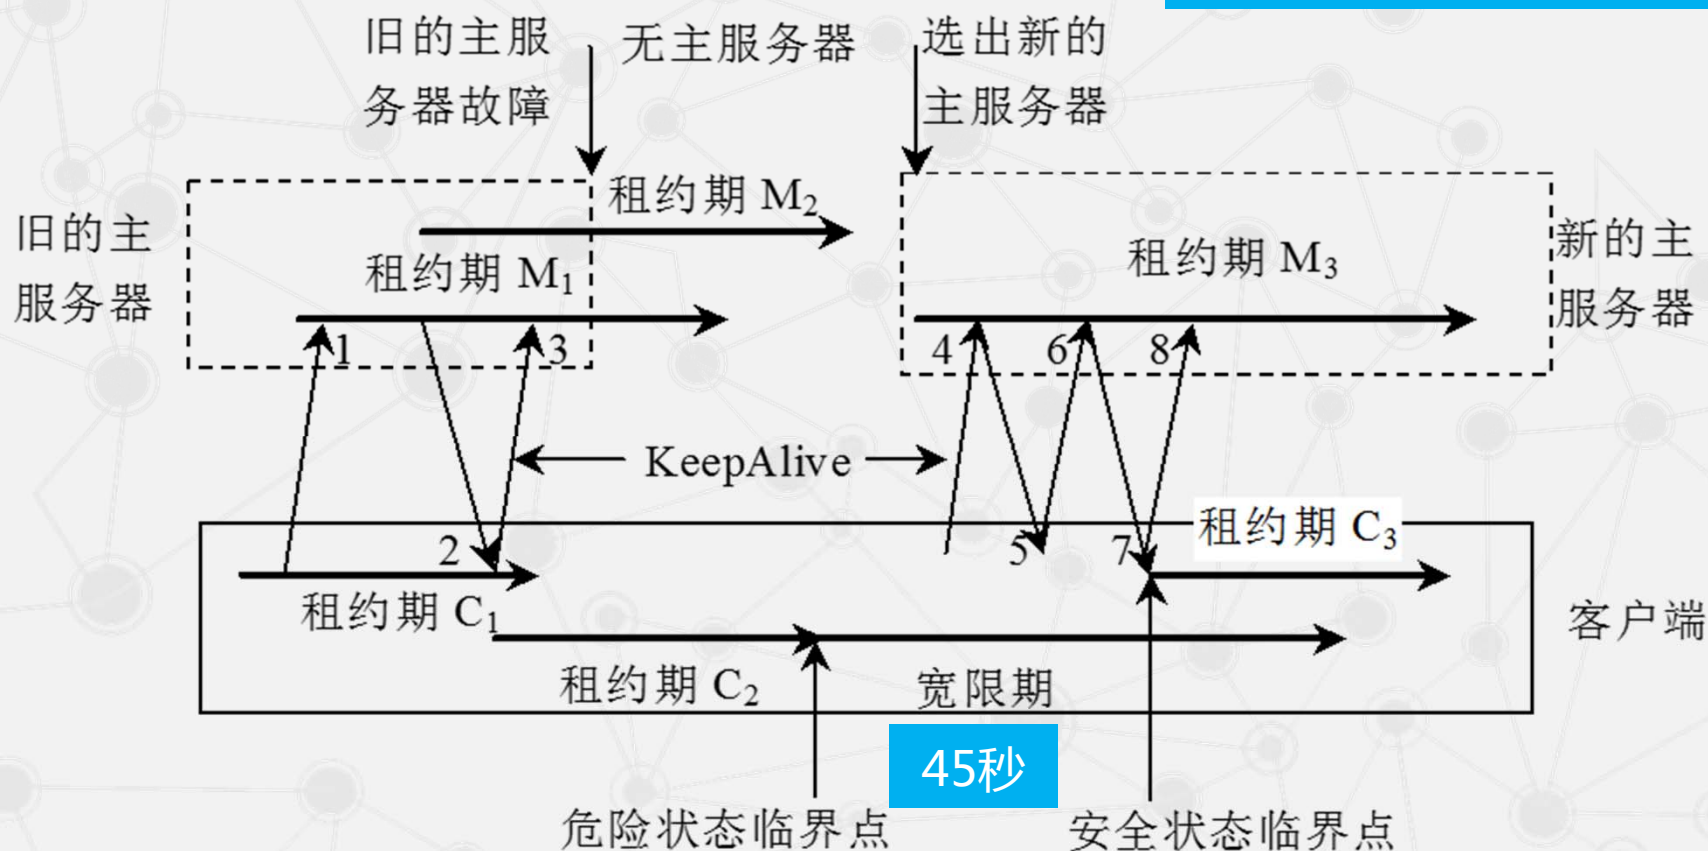 旧的主服
务器故障
无主服务器
选出新的
主服务器
旧的主
服务器
租约期 M2
租约期 M1
租约期 M3
新的主
服务器
1
3
4
6
8
KeepAlive
2
5
7
租约期 C3
租约期 C1
客户端
租约期 C2
宽限期
45秒
危险状态临界点
安全状态临界点